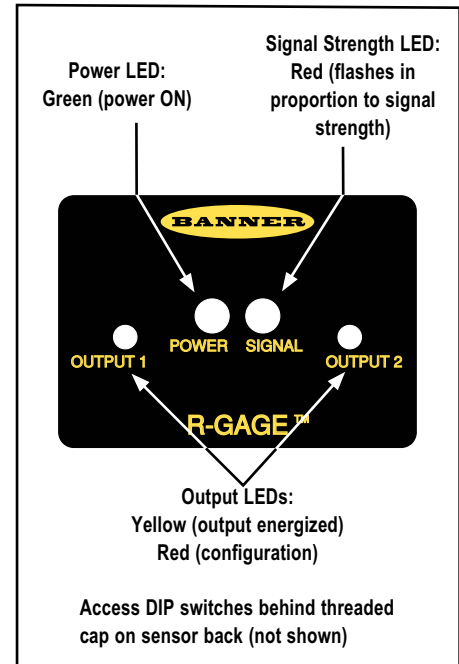 Power LED:
Green (power ON)
Signal Strength LED:
Red (flashes in
proportion to signal
strength)
BANNER
POWER SIGNAL
OUTPUT 1
OUTPUT 2
R-GAGE™
Output LEDs:
Yellow (output energized)
Red (configuration)
Access DIP switches behind threaded
cap on sensor back (not shown)